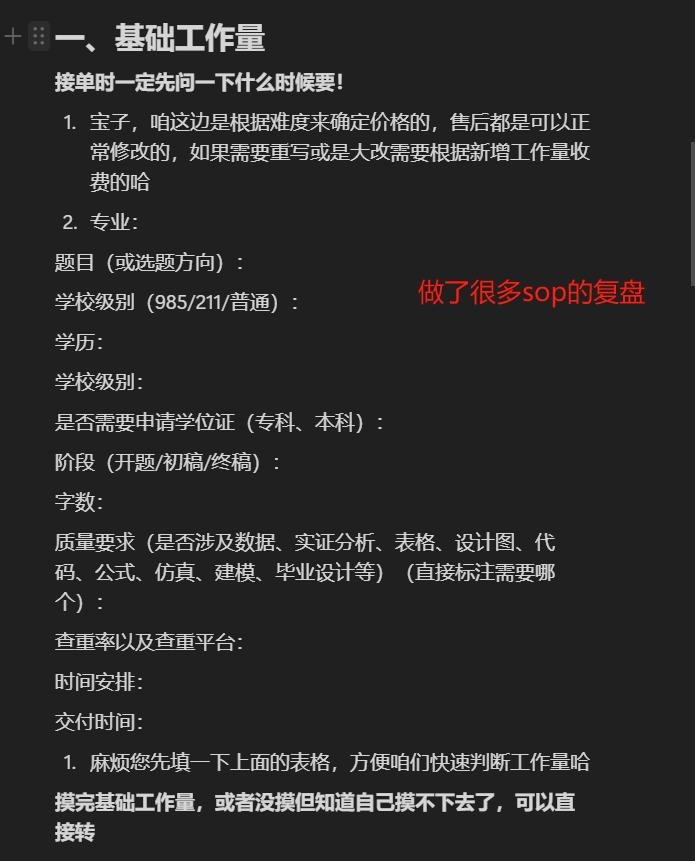 一、基础工作量
接单时一定先问一下什么时候要！
1. 宝子，咱这边是根据难度来确定价格的，售后都是可以正
常修改的，如果需要重写或是大改需要根据新增工作量收
费的哈
2. 专业：
题目（或选题方向）：
学校级别（985/211/普通）：
做了很多sop的复盘
学历：
学校级别：
是否需要申请学位证（专科、本科）：
阶段（开题/初稿/终稿）：
字数：
质量要求（是否涉及数据、实证分析、表格、设计图、代
码、公式、仿真、建模、毕业设计等）（直接标注需要哪
个）：
查重率以及查重平台：
时间安排：
交付时间：
1. 麻烦您先填一下上面的表格，方便咱们快速判断工作量哈
摸完基础工作量，或者没摸但知道自己摸不下去了，可以直
接转